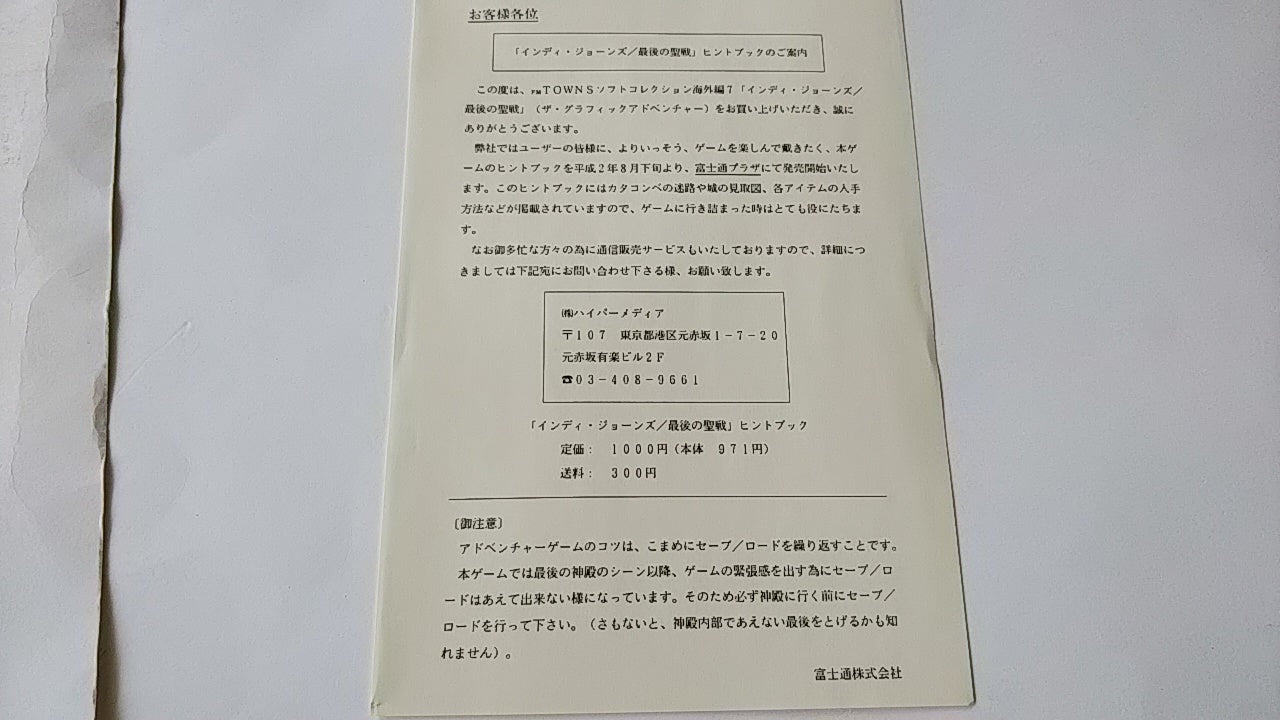 お客様各位
「インディ・ジョーンズ／最後の聖戦」ヒントブックのご案内
この度は、FMTOWNSソフトコレクション海外編７「インディ・ジョーンズ／
最後の聖戦」（ザ・グラフィックアドベンチャー）をお買い上げいただき、誠に
ありがとうございます。
弊社ではユーザーの皆様に、よりいっそう、ゲームを楽しんで戴きたく、本ゲ
ームのヒントブックを平成２年８月下旬より、富士通プラザにて発売開始いたし
ます。このヒントブックにはカタコンベの迷路や城の見取図、各アイテムの入手
方法などが掲載されていますので、ゲームに行き詰まった時はとても役にたちま
す。
なお御多忙な方々の為に通信販売サービスもいたしておりますので、詳細につ
きましては下記宛にお問い合わせ下さる様、お願い致します。
㈱ハイパーメディア
〒１０７　東京都港区元赤坂１－７－２０
元赤坂有楽ビル２Ｆ
☎０３－４０８－９６６１
「インディ・ジョーンズ／最後の聖戦」ヒントブック
定価：　１０００円（本体　９７１円）
送料：　３００円
〔御注意〕
アドベンチャーゲームのコツは、こまめにセーブ／ロードを繰り返すことです。
本ゲームでは最後の神殿のシーン以降、ゲームの緊張感を出す為にセーブ／ロ
ードはあえて出来ない様になっています。そのため必ず神殿に行く前にセーブ／
ロードを行って下さい。（さもないと、神殿内部であえない最後をとげるかも知
れません）。
富士通株式会社